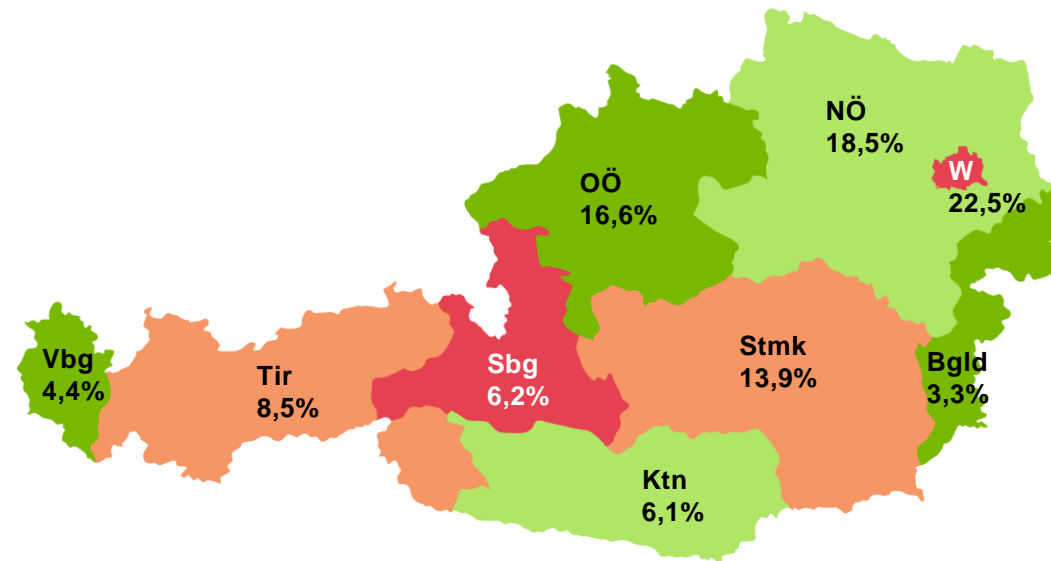 NÖ
18,5%
W
22,5%
OÖ
16,6%
Vbg
4,4%
Tir
8,5%
Sbg
6,2%
Stmk
13,9%
Bgld
3,3%
Ktn
6,1%